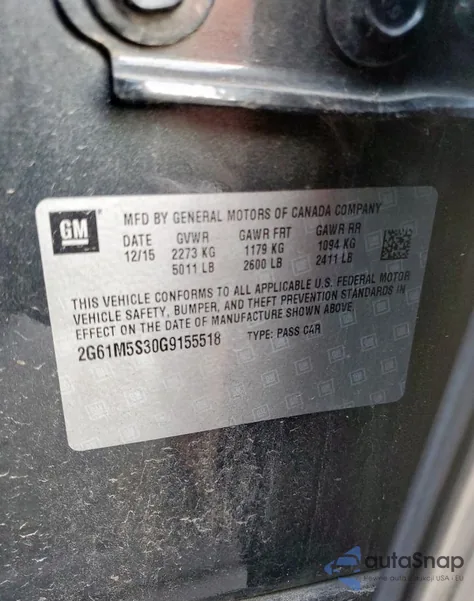 GM
MFD BY GENERAL MOTORS OF CANADA COMPANY
DATE GVWR GAWR FRT GAWR RR
12/15 2273 KG 1179 KG 1094 KG
5011 LB 2600 LB 2411 LB
THIS VEHICLE CONFORMS TO ALL APPLICABLE U.S. FEDERAL MOTOR
VEHICLE SAFETY, BUMPER, AND THEFT PREVENTION STANDARDS IN
EFFECT ON THE DATE OF MANUFACTURE SHOWN ABOVE.
2G61M5S30G9155518 TYPE: PASS CAR
autoSnap
USA - EU